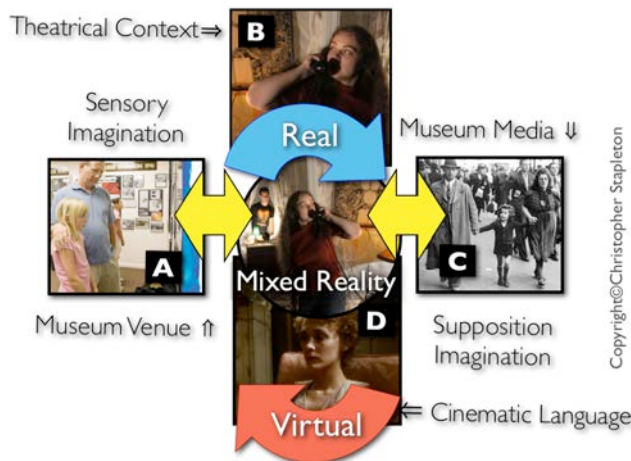 Theatrical Context⇒
B
Sensory
Imagination
Real
Museum Media ⇓
A
Mixed Reality
C
D
Museum Venue ⇑
Supposition
Imagination
Virtual
⇐ Cinematic Language
Copyright©Christopher Stapleton